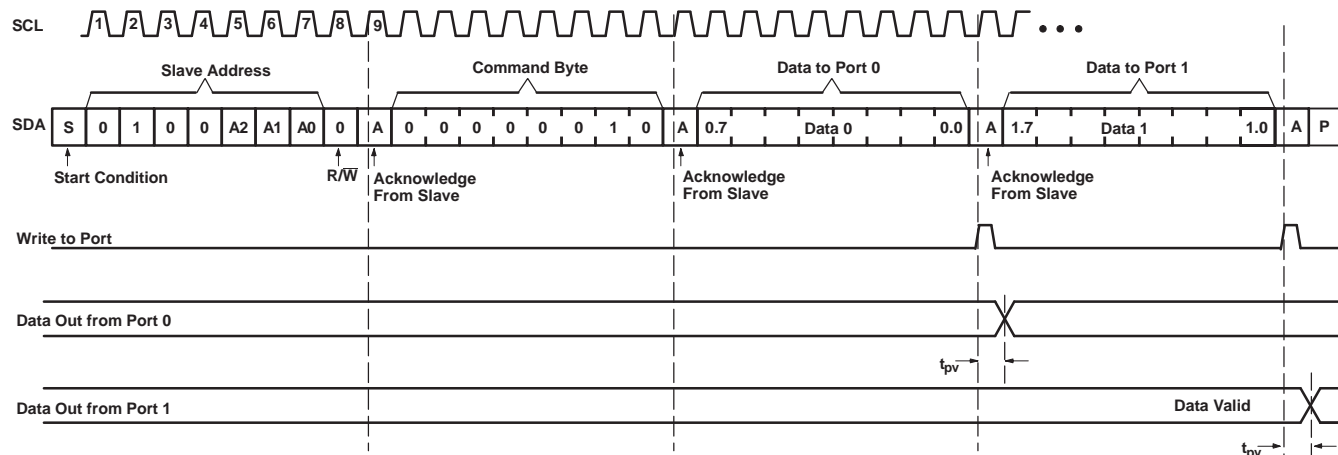 SCL 1 2 3 4 5 6 7 8 9 • • •
Slave Address Command Byte Data to Port 0 Data to Port 1
SDA S 0 1 0 0 A2 A1 A0 0 A 0 0 0 0 0 0 1 0 A 0.7 Data 0 0.0 A 1.7 Data 1 1.0 A P
Start Condition R/W̅ Acknowledge From Slave Acknowledge From Slave Acknowledge From Slave
Write to Port
Data Out from Port 0
tpv
Data Out from Port 1 Data Valid
tpv